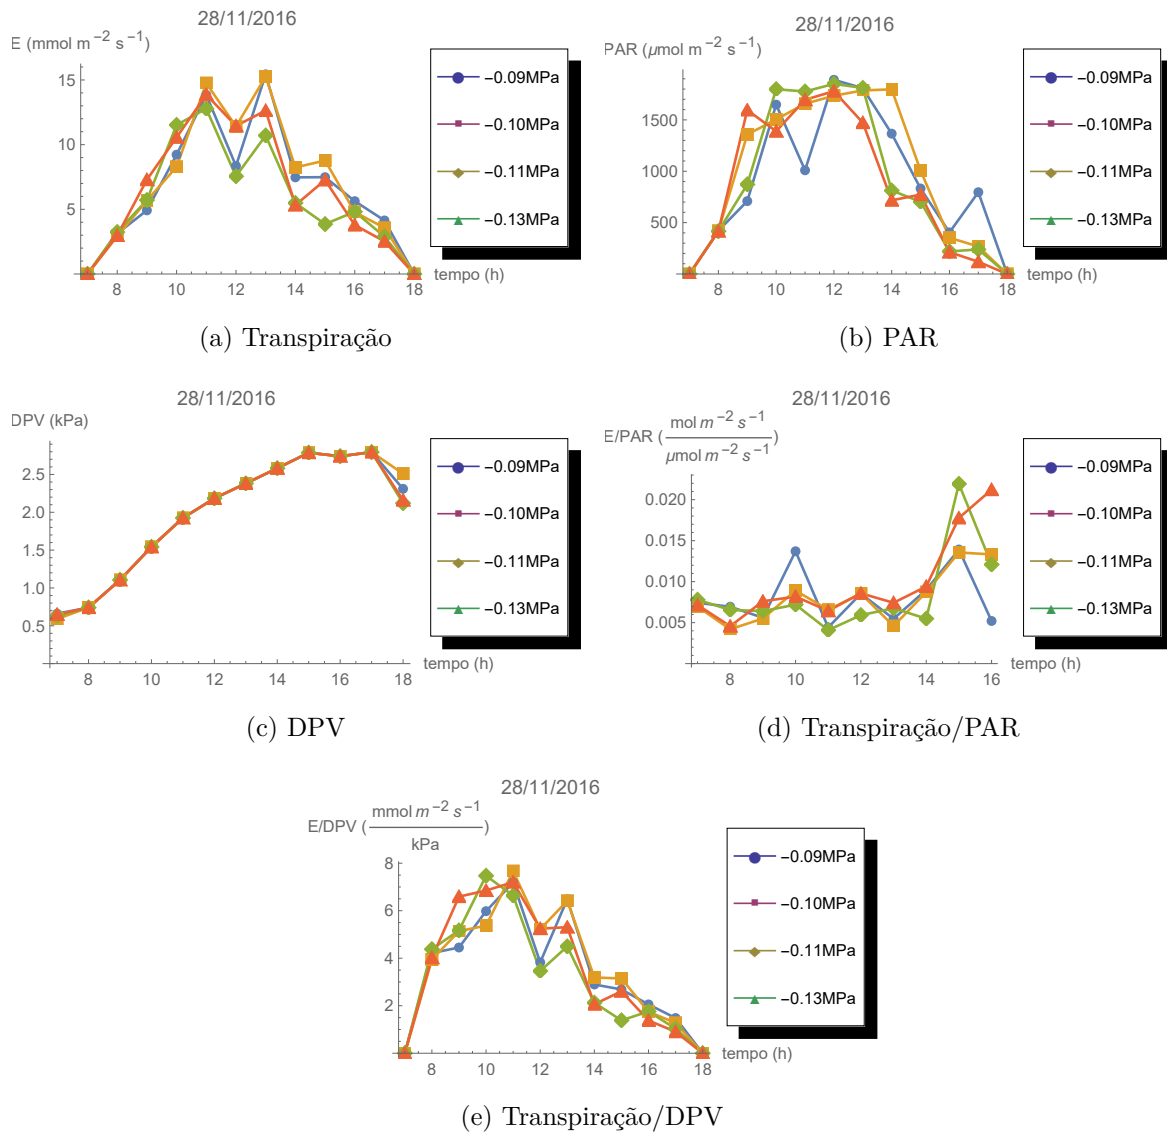 28/11/2016
E (mmol m⁻² s⁻¹)
15
10
5
8 10 12 14 16 18
tempo (h)
−0.09MPa
−0.10MPa
−0.11MPa
−0.13MPa
(a) Transpiração
28/11/2016
PAR (μmol m⁻² s⁻¹)
1500
1000
500
8 10 12 14 16 18
tempo (h)
−0.09MPa
−0.10MPa
−0.11MPa
−0.13MPa
(b) PAR
28/11/2016
DPV (kPa)
2.5
2.0
1.5
1.0
0.5
8 10 12 14 16 18
tempo (h)
−0.09MPa
−0.10MPa
−0.11MPa
−0.13MPa
(c) DPV
28/11/2016
E/PAR (mol m⁻² s⁻¹ / μmol m⁻² s⁻¹)
0.020
0.015
0.010
0.005
8 10 12 14 16
tempo (h)
−0.09MPa
−0.10MPa
−0.11MPa
−0.13MPa
(d) Transpiração/PAR
28/11/2016
E/DPV (mmol m⁻² s⁻¹ / kPa)
8
6
4
2
8 10 12 14 16 18
tempo (h)
−0.09MPa
−0.10MPa
−0.11MPa
−0.13MPa
(e) Transpiração/DPV